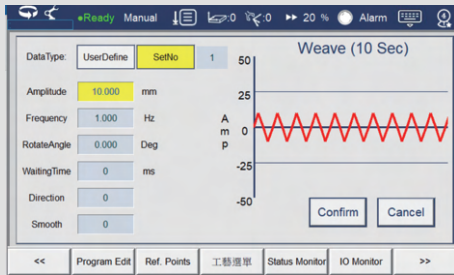 Ready Manual :0 :0 20 % Alarm
DataType: UserDefine SetNo 1
Weave (10 Sec)
Amplitude 10.000 mm
Frequency 1.000 Hz
RotateAngle 0.000 Deg
WaitingTime 0 ms
Direction 0
Smooth 0
Amp
50
25
0
-25
-50
Confirm Cancel
<< Program Edit Ref. Points 工藝選單 Status Monitor IO Monitor >>